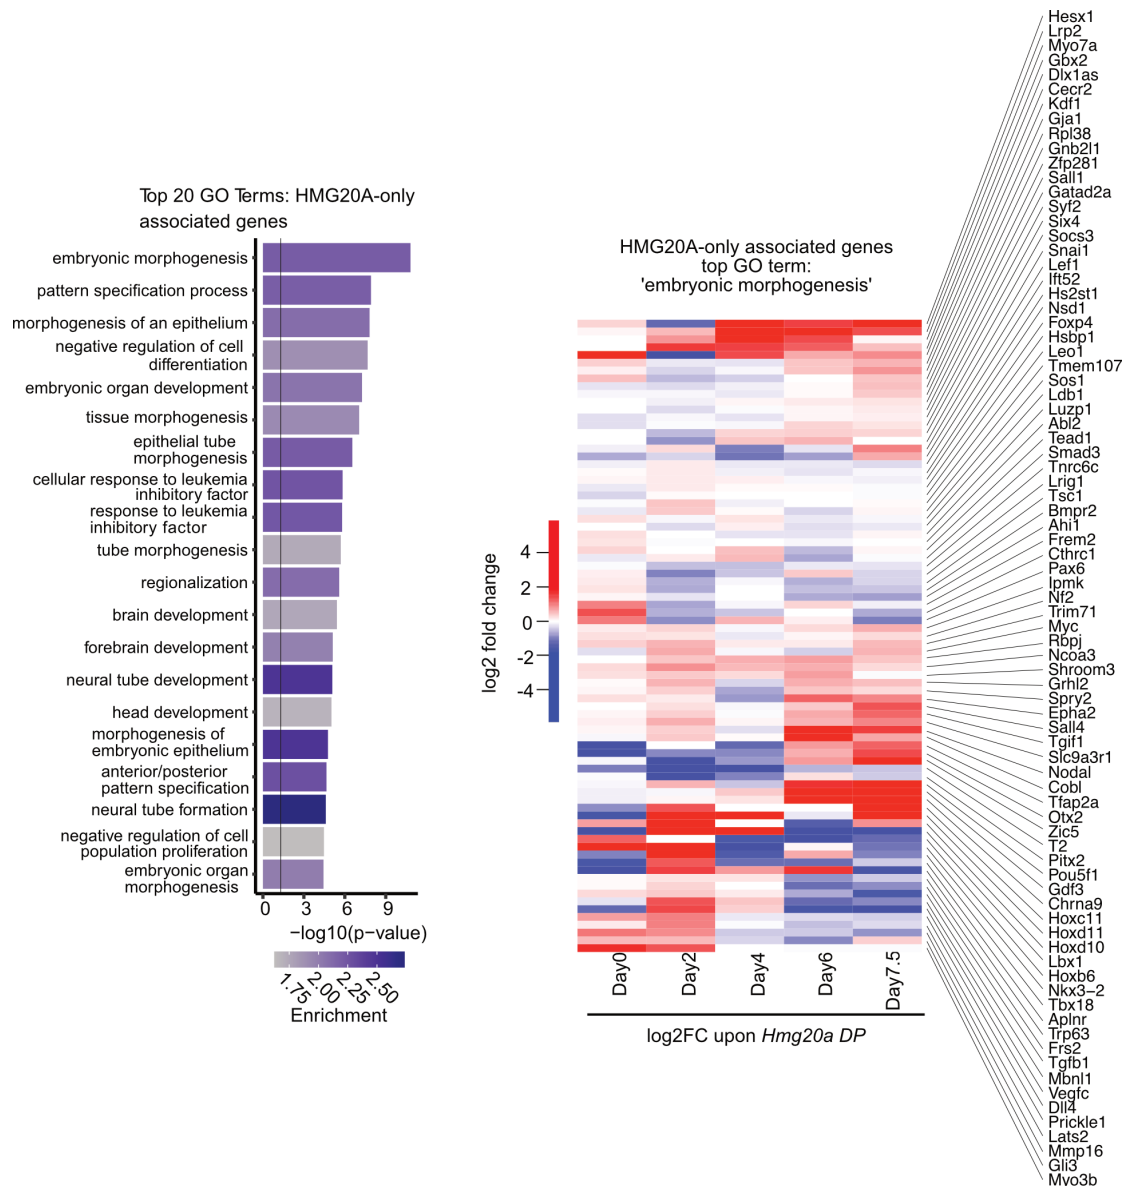 Top 20 GO Terms: HMG20A-only
associated genes
embryonic morphogenesis
pattern specification process
morphogenesis of an epithelium
negative regulation of cell
differentiation
embryonic organ development
tissue morphogenesis
epithelial tube
morphogenesis
cellular response to leukemia
inhibitory factor
response to leukemia
inhibitory factor
tube morphogenesis
regionalization
brain development
forebrain development
neural tube development
head development
morphogenesis of
embryonic epithelium
anterior/posterior
pattern specification
neural tube formation
negative regulation of cell
population proliferation
embryonic organ
morphogenesis
0 3 6 9
−log10(p−value)
1.75 2.00 2.25 2.50
Enrichment
HMG20A-only associated genes
top GO term:
'embryonic morphogenesis'
log2 fold change
4
2
0
-2
-4
Day0 Day2 Day4 Day6 Day7.5
log2FC upon Hmg20a DP
Hesx1
Lrp2
Myo7a
Gbx2
Dlx1as
Cecr2
Kdf1
Gja1
Rpl38
Gnb2l1
Zfp281
Sall1
Gatad2a
Syf2
Six4
Socs3
Snai1
Lef1
Ift52
Hs2st1
Nsd1
Foxp4
Hsbp1
Leo1
Tmem107
Sos1
Ldb1
Luzp1
Abl2
Tead1
Smad3
Tnrc6c
Lrig1
Tsc1
Bmpr2
Ahi1
Frem2
Cthrc1
Pax6
Ipmk
Nf2
Trim71
Myc
Rbpj
Ncoa3
Shroom3
Grhl2
Spry2
Epha2
Sall4
Tgif1
Slc9a3r1
Nodal
Cobl
Tfap2a
Otx2
Zic5
T2
Pitx2
Pou5f1
Gdf3
Chrna9
Hoxc11
Hoxd11
Hoxd10
Lbx1
Hoxb6
Nkx3−2
Tbx18
Aplnr
Trp63
Frs2
Tgfb1
Mbnl1
Vegfc
Dll4
Prickle1
Lats2
Mmp16
Gli3
Myo3b